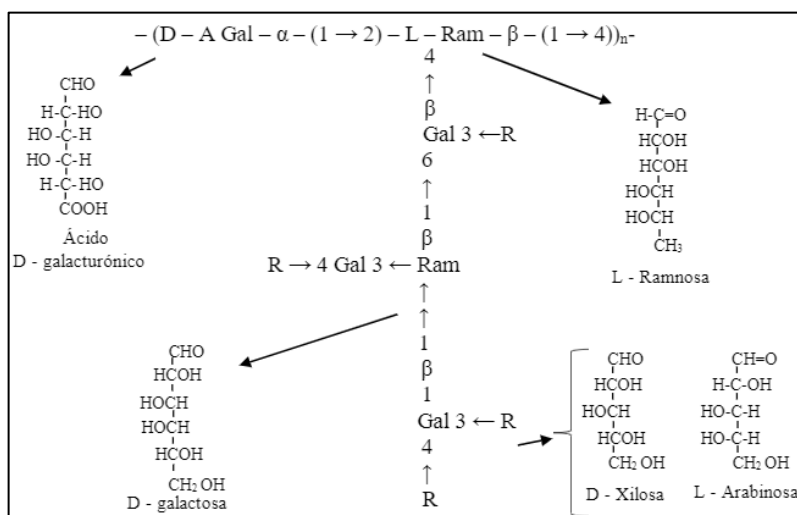 – (D – A Gal – α – (1 → 2) – L – Ram – β – (1 → 4))n-
4
↑
β
Gal 3 ←R
6
↑
1
β
R → 4 Gal 3 ← Ram
↑
↑
1
β
1
Gal 3 ← R
4
↑
R
CHO
H-C-HO
HO-C-H
HO-C-H
H-C-HO
COOH
Ácido
D - galacturónico
H-C=O
HCOH
HCOH
HOCH
HOCH
CH3
L - Ramnosa
CHO
HCOH
HOCH
HOCH
HCOH
CH2 OH
D - galactosa
CHO
HCOH
HOCH
HCOH
CH2 OH
D - Xilosa
CH=O
H-C-OH
HO-C-H
HO-C-H
CH2 OH
L - Arabinosa